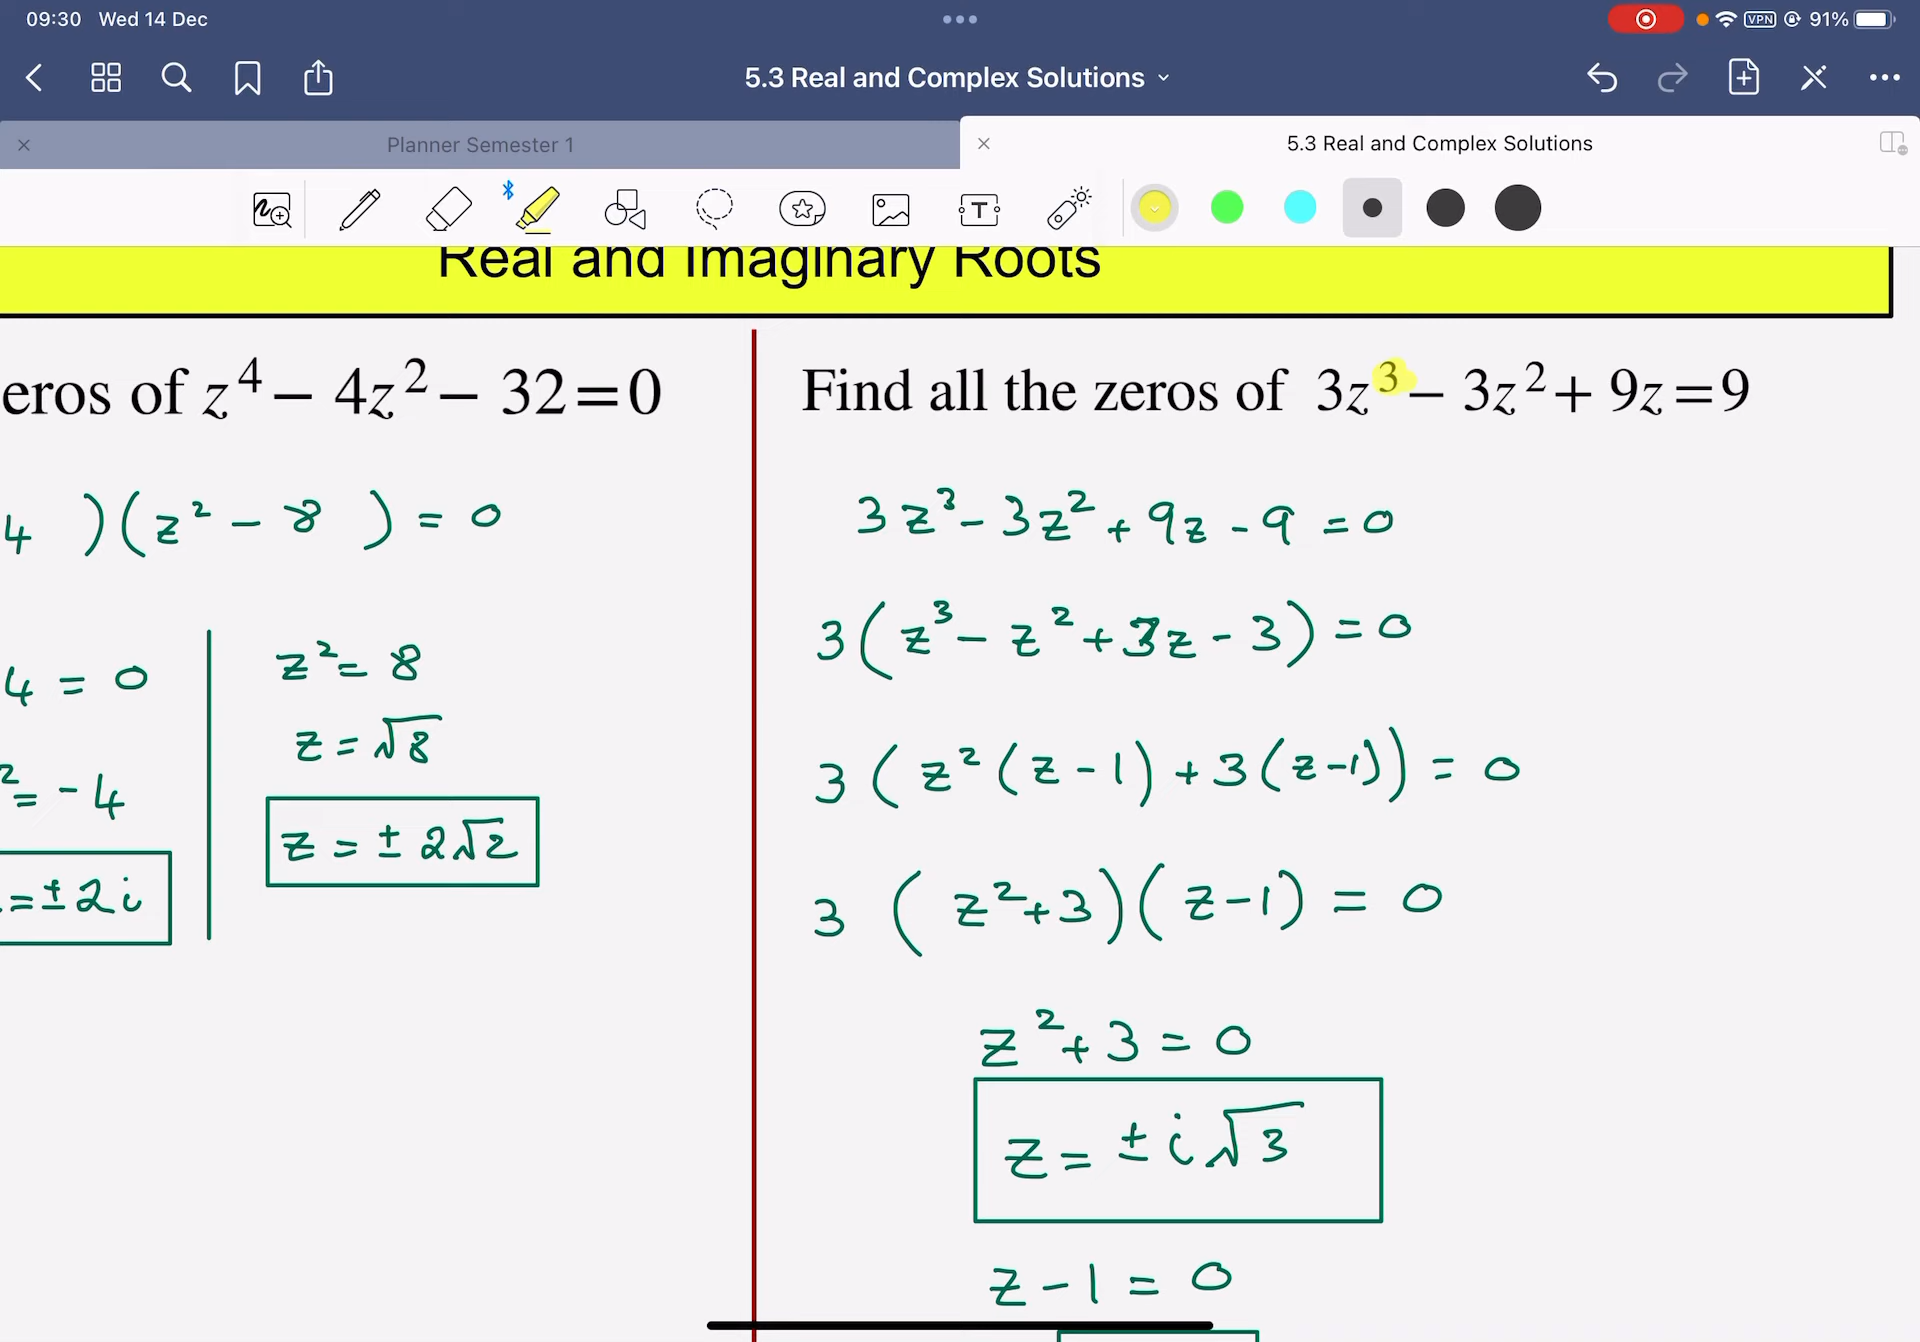 09:30 Wed 14 Dec
VPN 91%
5.3 Real and Complex Solutions
Planner Semester 1
5.3 Real and Complex Solutions
T
Real and Imaginary Roots
eros of z⁴ − 4z² − 32=0
4 )(z² − 8 ) = 0
4 = 0
² = -4
= ± 2i
z² = 8
z = √8
z = ± 2√2
Find all the zeros of 3z³ − 3z² + 9z=9
3z³ - 3z² + 9z - 9 = 0
3(z³ - z² + 3z - 3) = 0
3(z²(z - 1) + 3(z-1)) = 0
3 (z²+3)(z-1) = 0
z² + 3 = 0
z = ± i√3
z - 1 = 0